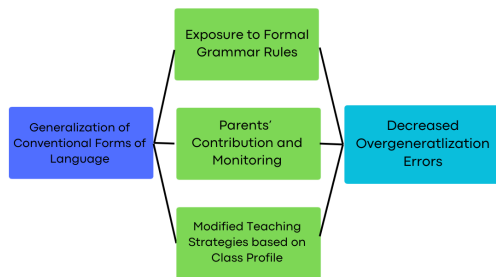 Exposure to Formal
Grammar Rules
Generalization of
Conventional Forms of
Language
Parents'
Contribution and
Monitoring
Decreased
Overgeneratlization
Errors
Modified Teaching
Strategies based on
Class Profile